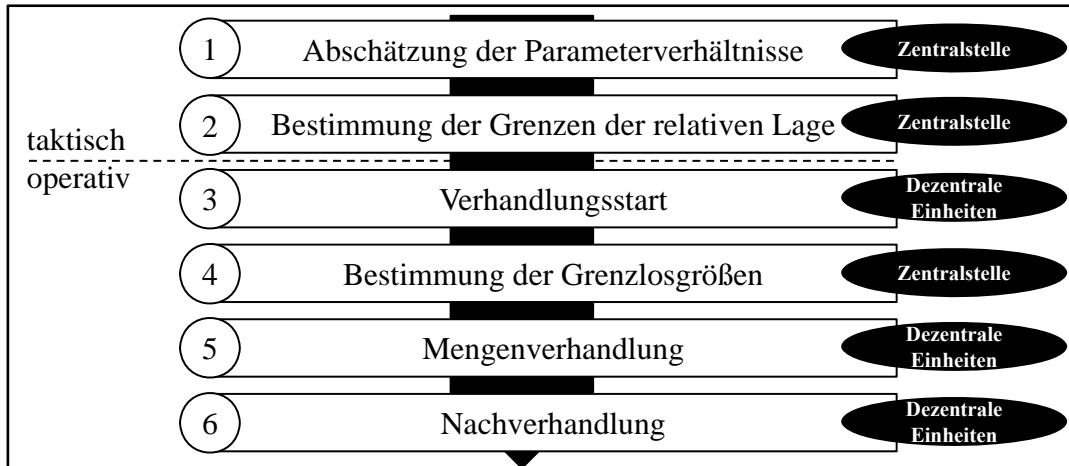 1 Abschätzung der Parameterverhältnisse Zentralstelle
2 Bestimmung der Grenzen der relativen Lage Zentralstelle
taktisch
operativ
3 Verhandlungsstart Dezentrale
Einheiten
4 Bestimmung der Grenzlosgrößen Zentralstelle
5 Mengenverhandlung Dezentrale
Einheiten
6 Nachverhandlung Dezentrale
Einheiten